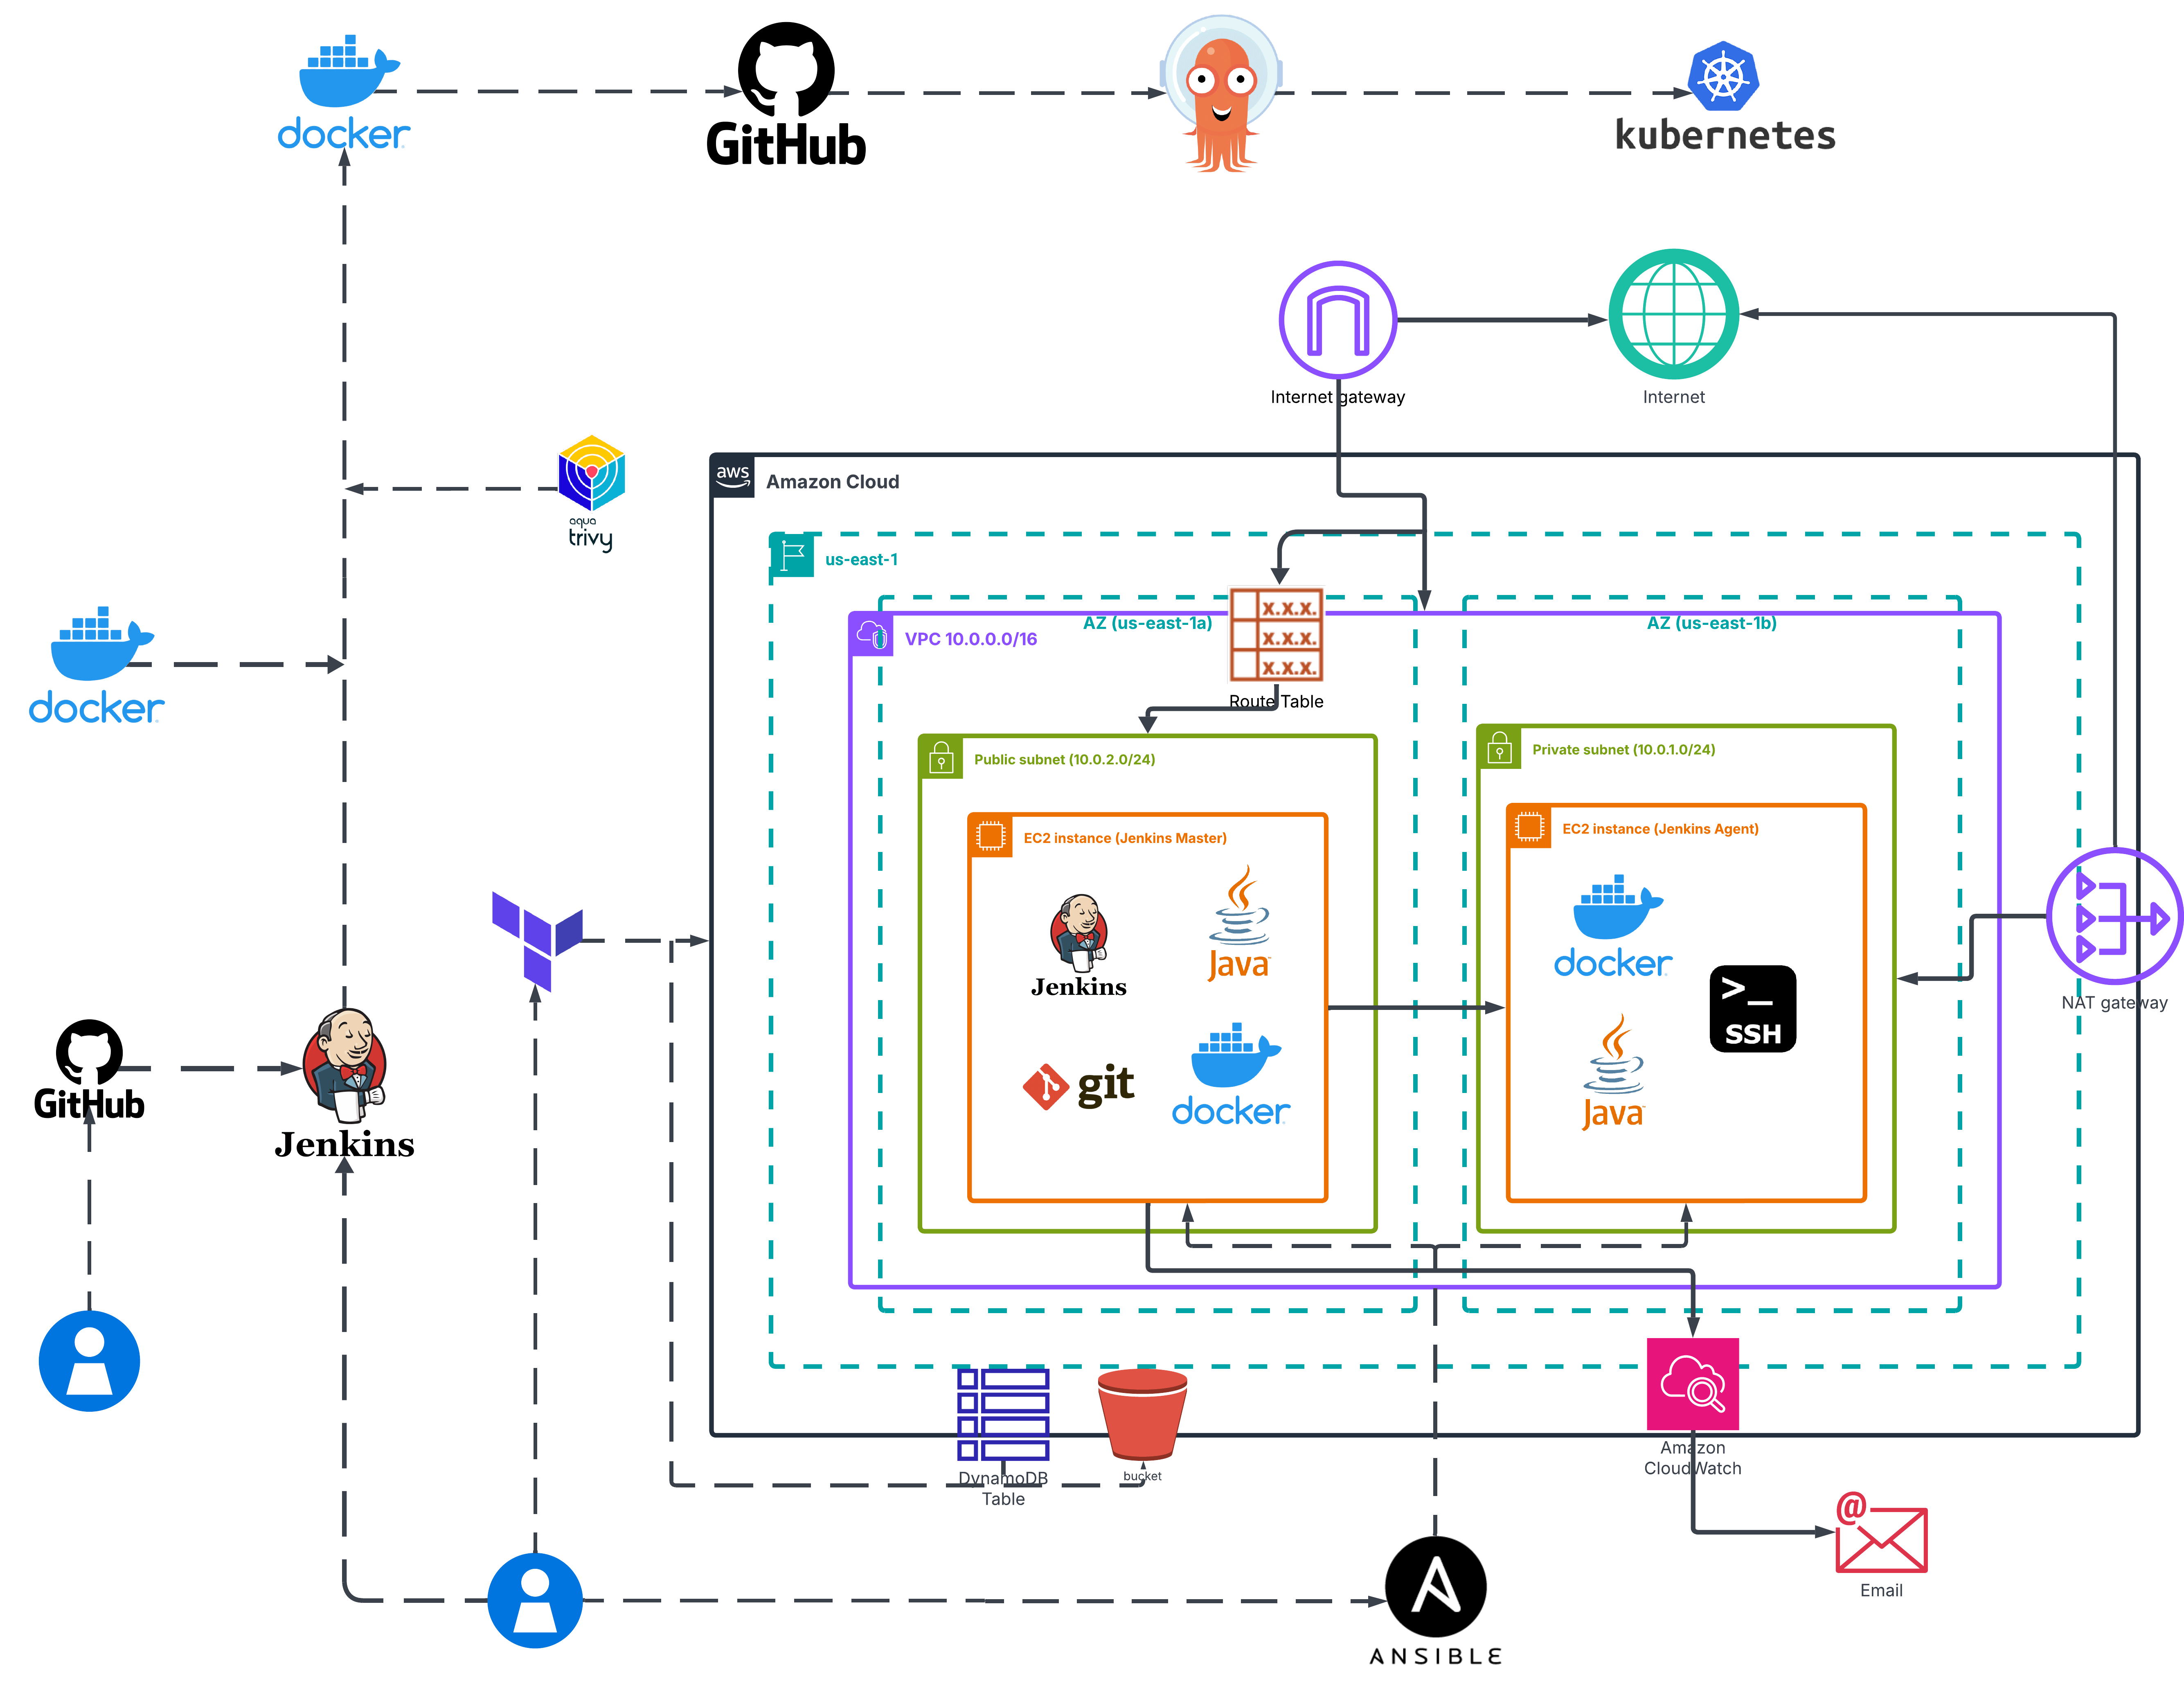 docker
GitHub
kubernetes
Internet gateway
Internet
aws
Amazon Cloud
aqua
trivy
us-east-1
AZ (us-east-1a)
AZ (us-east-1b)
VPC 10.0.0.0/16
x.x.x.
x.x.x.
x.x.x.
Route Table
docker
Public subnet (10.0.2.0/24)
Private subnet (10.0.1.0/24)
EC2 instance (Jenkins Master)
EC2 instance (Jenkins Agent)
Jenkins
Java
docker
>_
SSH
NAT gateway
git
docker
Java
GitHub
Jenkins
DynamoDB
Table
bucket
Amazon
CloudWatch
@
Email
ANSIBLE